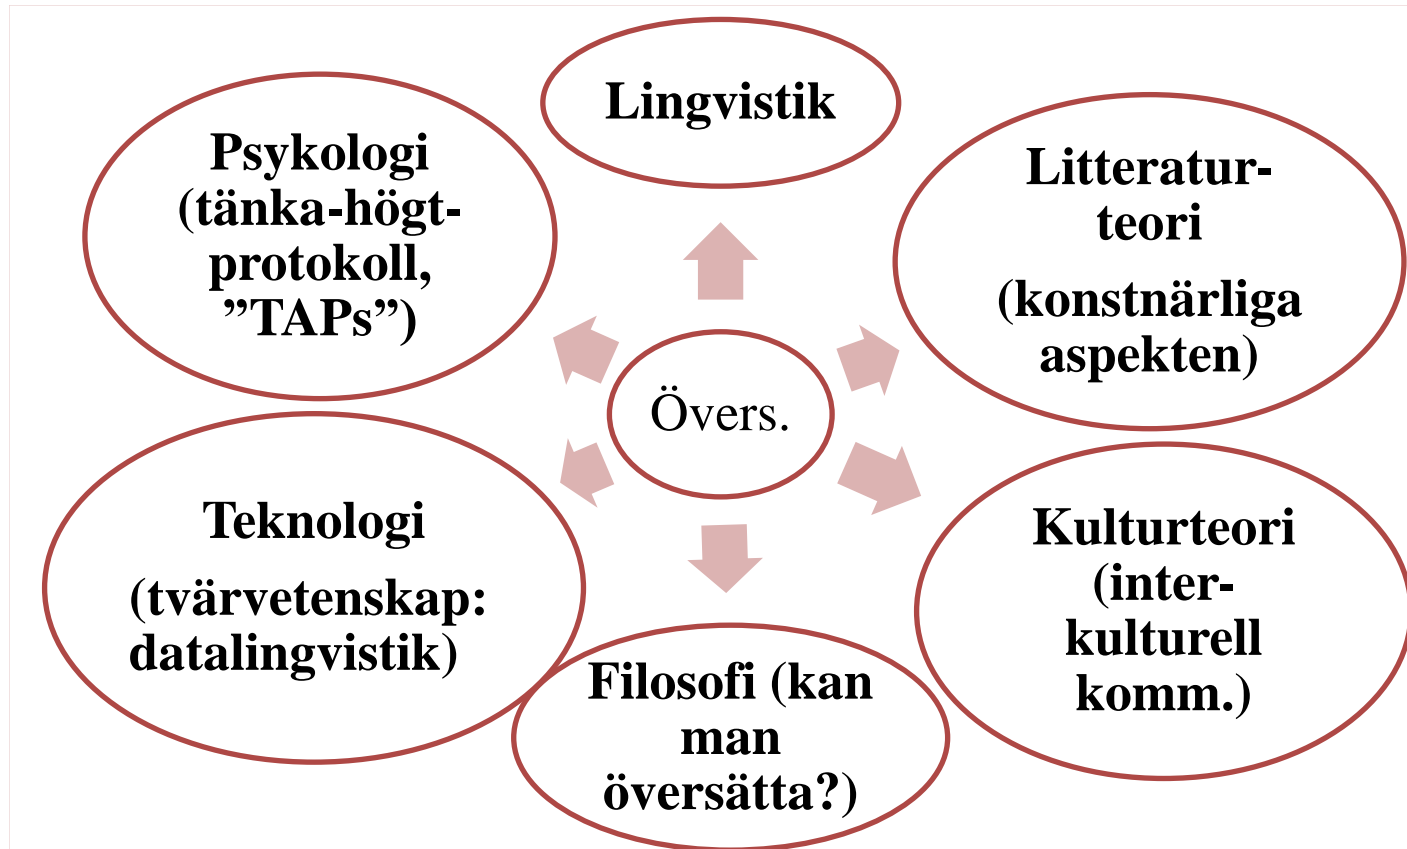 Lingvistik
Psykologi
(tänka-högt-
protokoll,
”TAPs”)
Litteratur-
teori
(konstnärliga
aspekten)
Övers.
Teknologi
(tvärvetenskap:
datalingvistik)
Kulturteori
(inter-
kulturell
komm.)
Filosofi (kan
man
översätta?)